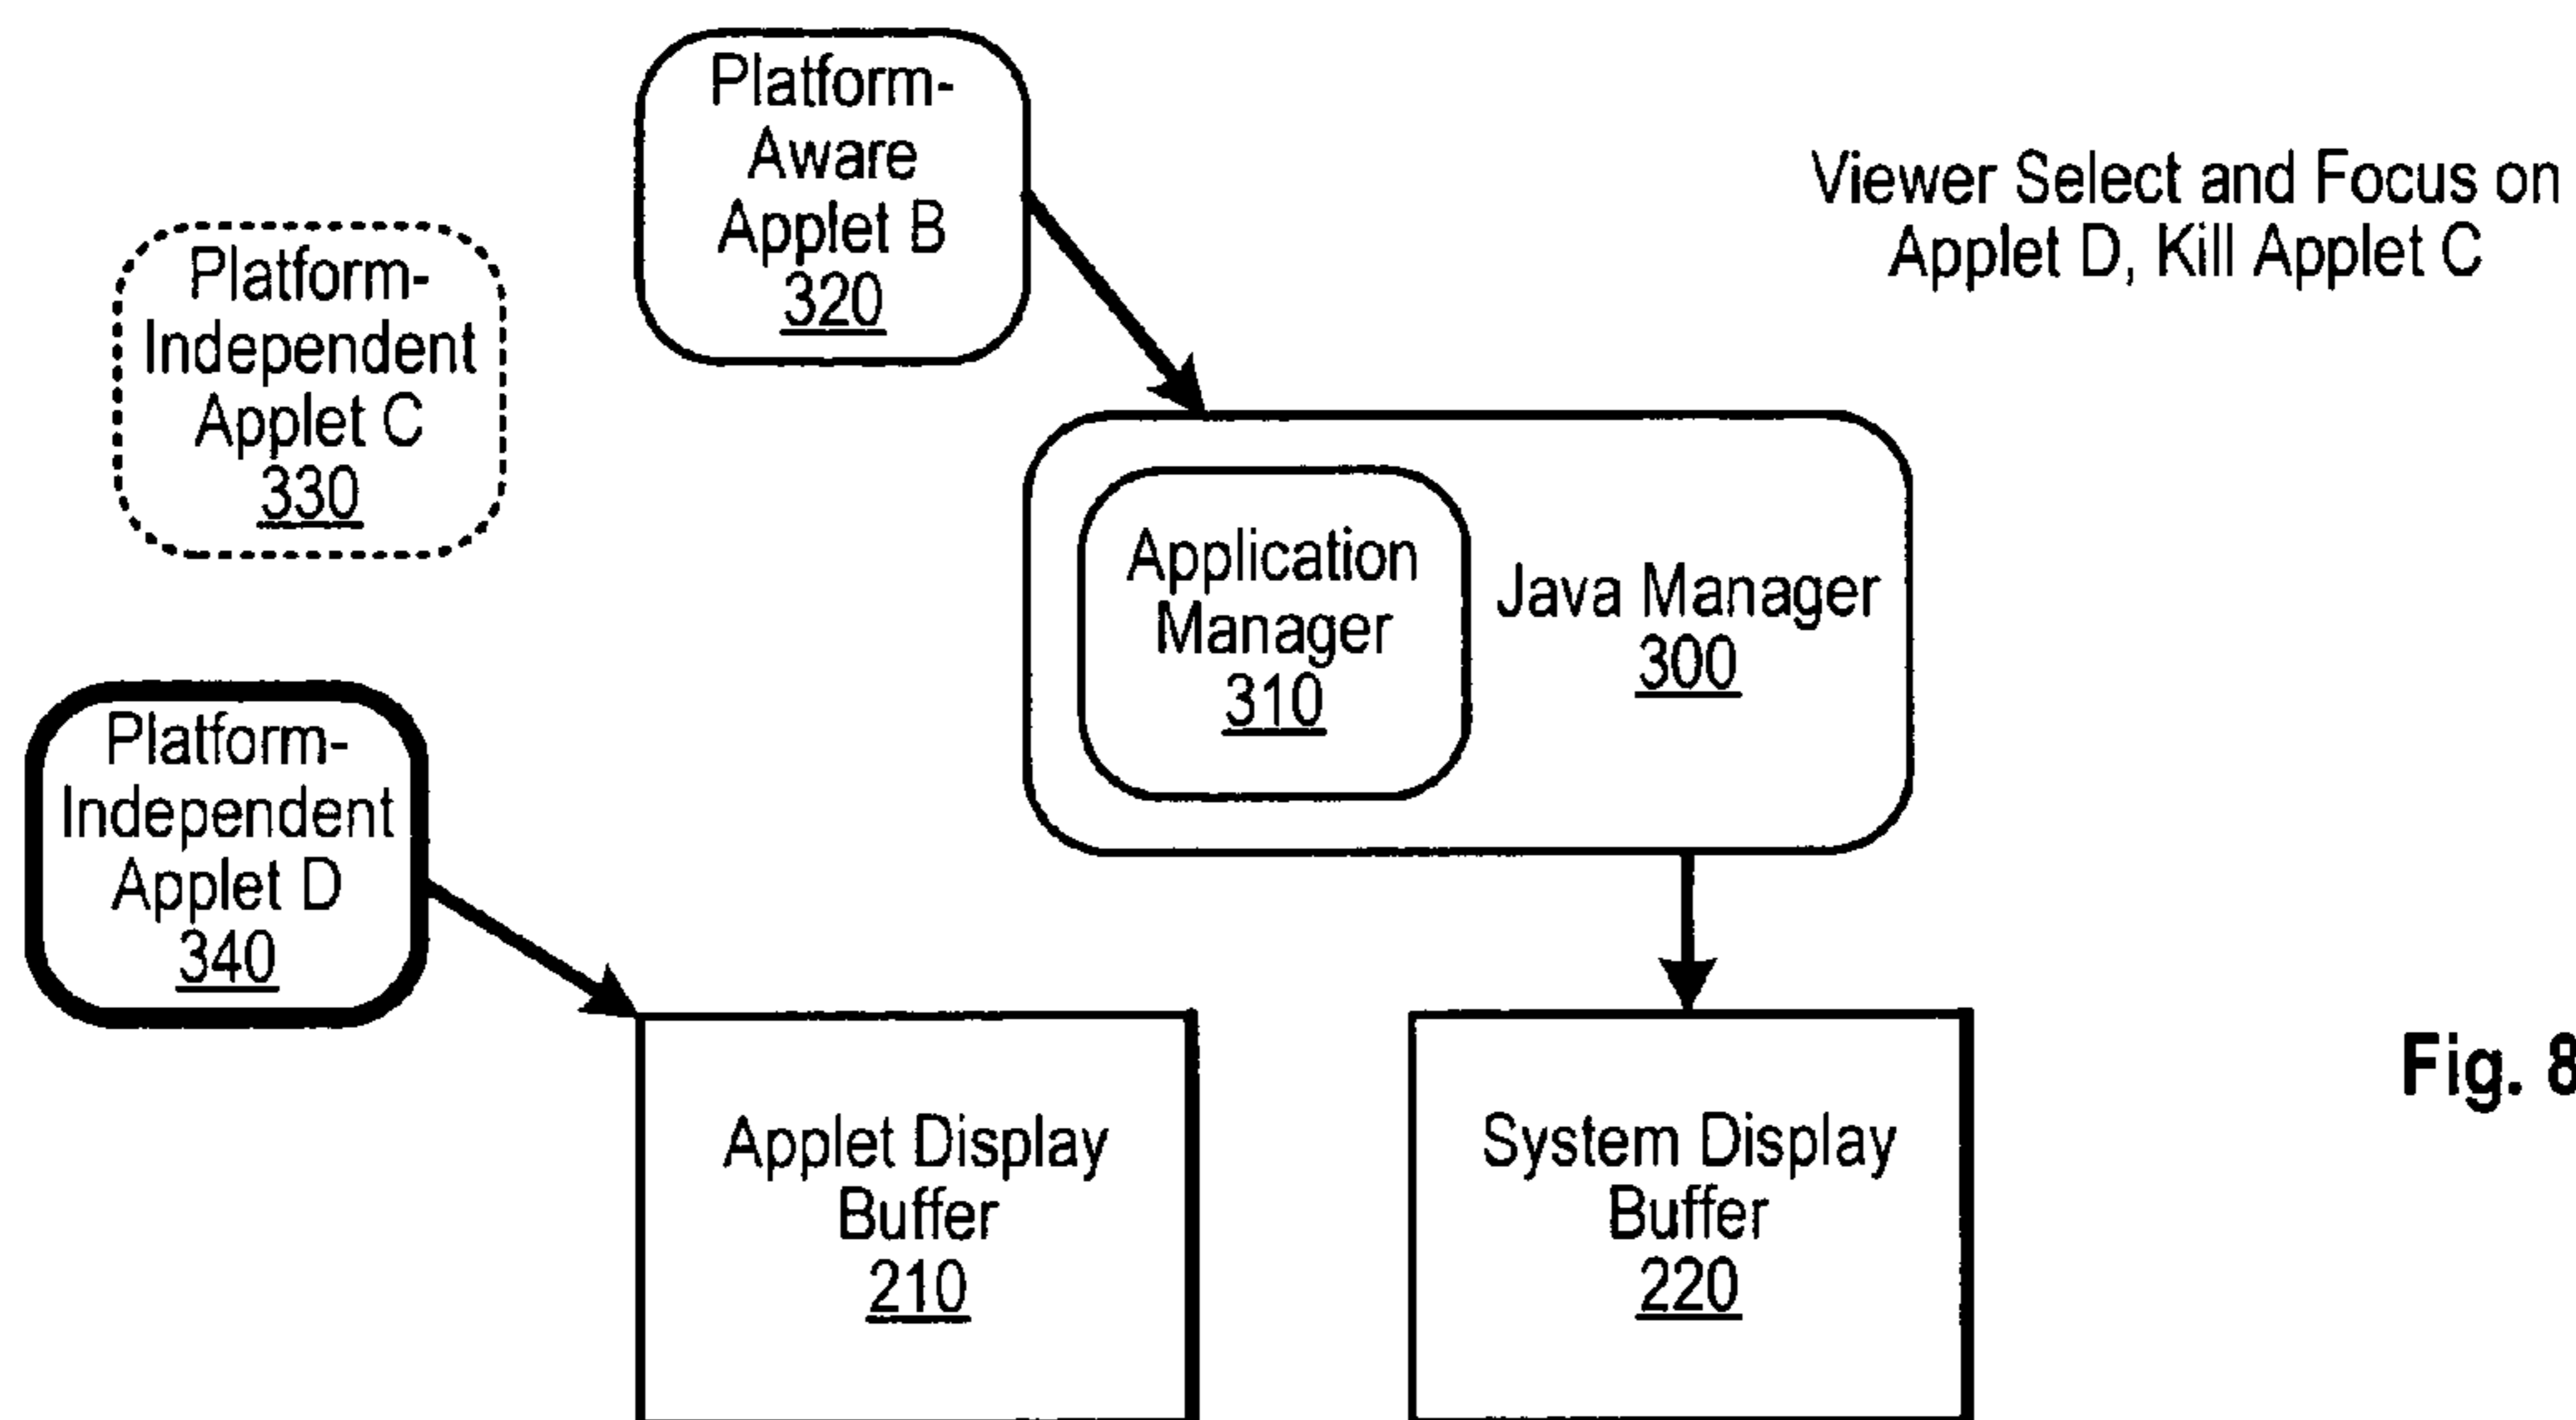 Platform-
Aware
Applet B
320
Viewer Select and Focus on
Applet D, Kill Applet C
Platform-
Independent
Applet C
330
Application
Manager
310
Java Manager
300
Platform-
Independent
Applet D
340
Applet Display
Buffer
210
System Display
Buffer
220
Fig. 8